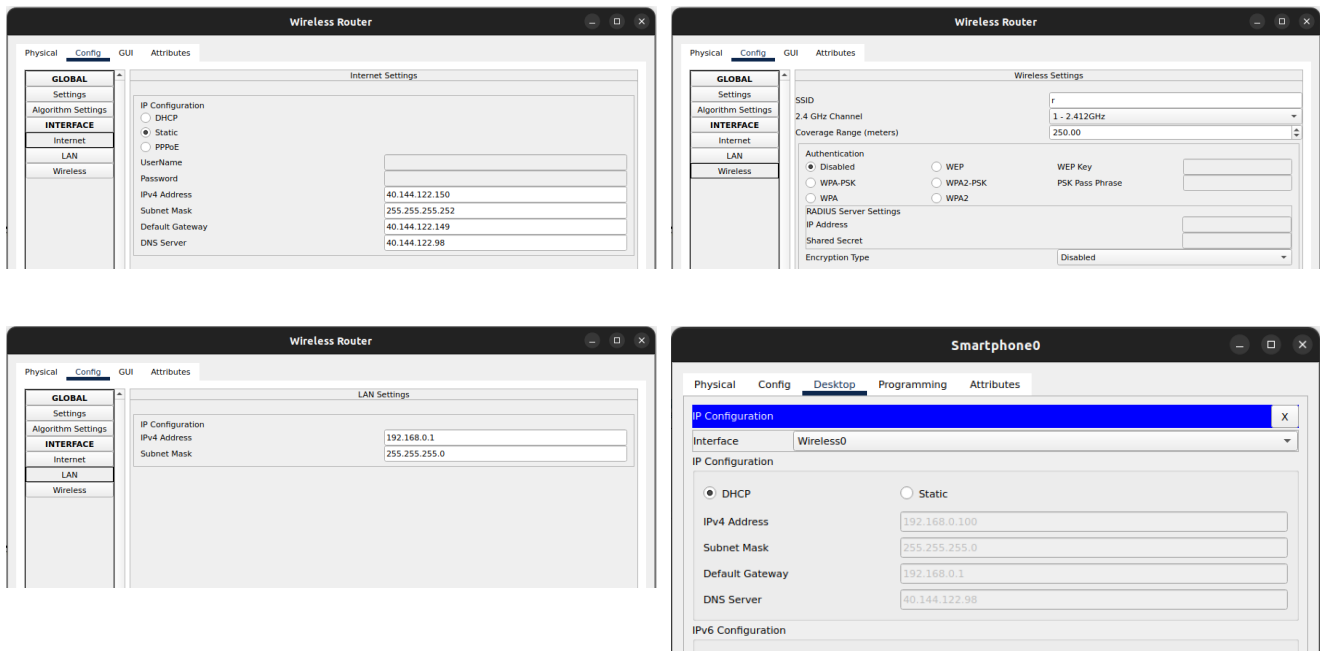 Wireless Router
Physical Config GUI Attributes
GLOBAL
Settings
Algorithm Settings
INTERFACE
Internet
LAN
Wireless
Internet Settings
IP Configuration
DHCP
Static
PPPoE
UserName
Password
IPv4 Address 40.144.122.150
Subnet Mask 255.255.255.252
Default Gateway 40.144.122.149
DNS Server 40.144.122.98
Wireless Router
Physical Config GUI Attributes
GLOBAL
Settings
Algorithm Settings
INTERFACE
Internet
LAN
Wireless
Wireless Settings
SSID r
2.4 GHz Channel 1 - 2.412GHz
Coverage Range (meters) 250.00
Authentication
Disabled WEP WEP Key
WPA-PSK WPA2-PSK PSK Pass Phrase
WPA WPA2
RADIUS Server Settings
IP Address
Shared Secret
Encryption Type Disabled
Wireless Router
Physical Config GUI Attributes
GLOBAL
Settings
Algorithm Settings
INTERFACE
Internet
LAN
Wireless
LAN Settings
IP Configuration
IPv4 Address 192.168.0.1
Subnet Mask 255.255.255.0
Smartphone0
Physical Config Desktop Programming Attributes
IP Configuration X
Interface Wireless0
IP Configuration
DHCP Static
IPv4 Address 192.168.0.100
Subnet Mask 255.255.255.0
Default Gateway 192.168.0.1
DNS Server 40.144.122.98
IPv6 Configuration